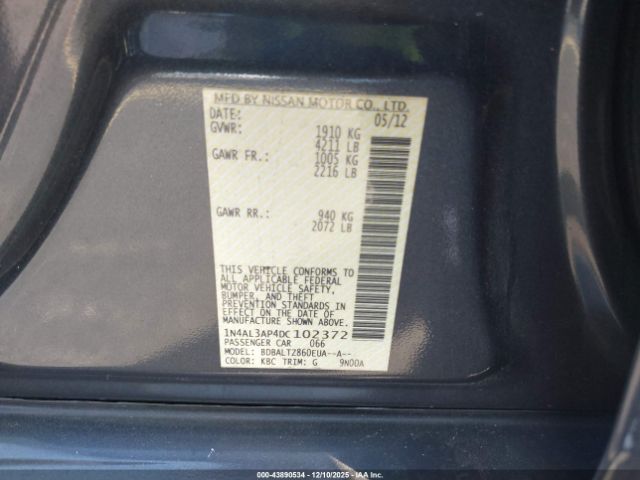 MFD BY NISSAN MOTOR CO., LTD.
DATE: 05/12
GVWR: 1910 KG
4211 LB
GAWR FR.: 1005 KG
2216 LB
GAWR RR.: 940 KG
2072 LB
THIS VEHICLE CONFORMS TO
ALL APPLICABLE FEDERAL
MOTOR VEHICLE SAFETY,
BUMPER, AND THEFT
PREVENTION STANDARDS IN
EFFECT ON THE DATE OF
MANUFACTURE SHOWN ABOVE.
1N4AL3AP4DC102372
PASSENGER CAR 066
MODEL: BDBALTZ860EUA--A--
COLOR: KBC TRIM: G 9N00A
00-43890534 - 12/10/2025 - IAA Inc.